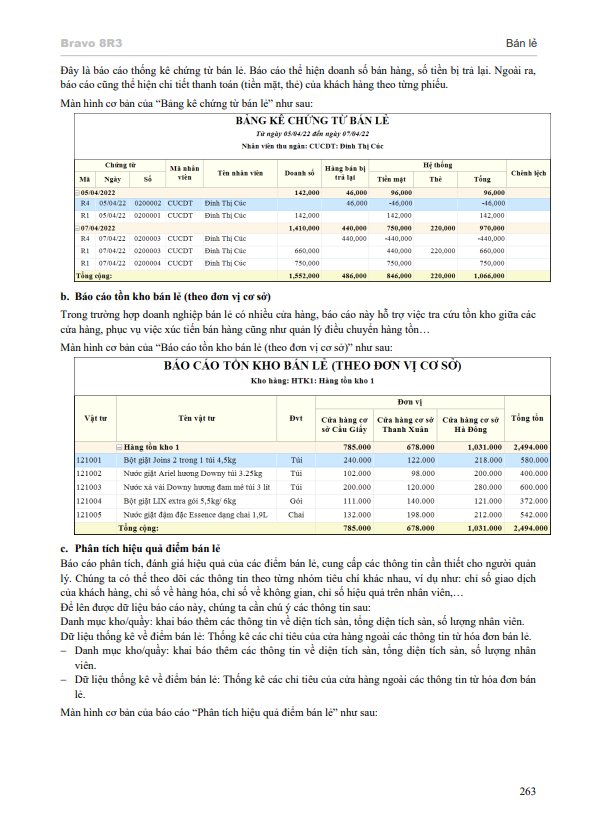 Bravo 8R3 Bán lẻ
Đây là báo cáo thống kê chứng từ bán lẻ. Báo cáo thể hiện doanh số bán hàng, số tiền bị trả lại. Ngoài ra,
báo cáo cũng thể hiện chi tiết thanh toán (tiền mặt, thẻ) của khách hàng theo từng phiếu.
Màn hình cơ bản của “Bảng kê chứng từ bán lẻ” như sau:
BẢNG KÊ CHỨNG TỪ BÁN LẺ
Từ ngày 05/04/22 đến ngày 07/04/22
Nhân viên thu ngân: CUCDT: Đinh Thị Cúc
Chứng từ Mã nhân viên Tên nhân viên Doanh số Hàng bán bị trả lại Hệ thống Chênh lệch
Mã Ngày Số Tiền mặt Thẻ Tổng
05/04/2022 142,000 46,000 96,000 96,000
R4 05/04/22 0200002 CUCDT Đinh Thị Cúc 46,000 -46,000 -46,000
R1 05/04/22 0200001 CUCDT Đinh Thị Cúc 142,000 142,000 142,000
07/04/2022 1,410,000 440,000 750,000 220,000 970,000
R4 07/04/22 0200003 CUCDT Đinh Thị Cúc 440,000 -440,000 -440,000
R1 07/04/22 0200003 CUCDT Đinh Thị Cúc 660,000 440,000 220,000 660,000
R1 07/04/22 0200004 CUCDT Đinh Thị Cúc 750,000 750,000 750,000
Tổng cộng: 1,552,000 486,000 846,000 220,000 1,066,000
b. Báo cáo tồn kho bán lẻ (theo đơn vị cơ sở)
Trong trường hợp doanh nghiệp bán lẻ có nhiều cửa hàng, báo cáo này hỗ trợ việc tra cứu tồn kho giữa các
cửa hàng, phục vụ việc xúc tiến bán hàng cũng như quản lý điều chuyển hàng tồn…
Màn hình cơ bản của “Báo cáo tồn kho bán lẻ (theo đơn vị cơ sở)” như sau:
BÁO CÁO TỒN KHO BÁN LẺ (THEO ĐƠN VỊ CƠ SỞ)
Kho hàng: HTK1: Hàng tồn kho 1
Vật tư Tên vật tư Đvt Đơn vị Tổng tồn
Cửa hàng cơ sở Cầu Giấy Cửa hàng cơ sở Thanh Xuân Cửa hàng cơ sở Hà Đông
Hàng tồn kho 1 785.000 678.000 1,031.000 2,494.000
121001 Bột giặt Joins 2 trong 1 túi 4,5kg Túi 240.000 122.000 218.000 580.000
121002 Nước giặt Ariel hương Downy túi 3.25kg Túi 102.000 98.000 200.000 400.000
121003 Nước xả vải Downy hương đam mê túi 3 lít Túi 200.000 120.000 280.000 600.000
121004 Bột giặt LIX extra gói 5,5kg/ 6kg Gói 111.000 140.000 121.000 372.000
121005 Nước giặt đậm đặc Essence dạng chai 1,9L Chai 132.000 198.000 212.000 542.000
Tổng cộng: 785.000 678.000 1,031.000 2,494.000
c. Phân tích hiệu quả điểm bán lẻ
Báo cáo phân tích, đánh giá hiệu quả của các điểm bán lẻ, cung cấp các thông tin cần thiết cho người quản
lý. Chúng ta có thể theo dõi các thông tin theo từng nhóm tiêu chí khác nhau, ví dụ như: chỉ số giao dịch
của khách hàng, chỉ số về hàng hóa, chỉ số về không gian, chỉ số hiệu quả trên nhân viên,…
Để lên được dữ liệu báo cáo này, chúng ta cần chú ý các thông tin sau:
Danh mục kho/quầy: khai báo thêm các thông tin về diện tích sàn, tổng diện tích sàn, số lượng nhân viên.
Dữ liệu thống kê về điểm bán lẻ: Thống kê các chỉ tiêu của cửa hàng ngoài các thông tin từ hóa đơn bán lẻ.
– Danh mục kho/quầy: khai báo thêm các thông tin về diện tích sàn, tổng diện tích sàn, số lượng nhân
viên.
– Dữ liệu thống kê về điểm bán lẻ: Thống kê các chỉ tiêu của cửa hàng ngoài các thông tin từ hóa đơn bán
lẻ.
Màn hình cơ bản của báo cáo “Phân tích hiệu quả điểm bán lẻ” như sau:
263